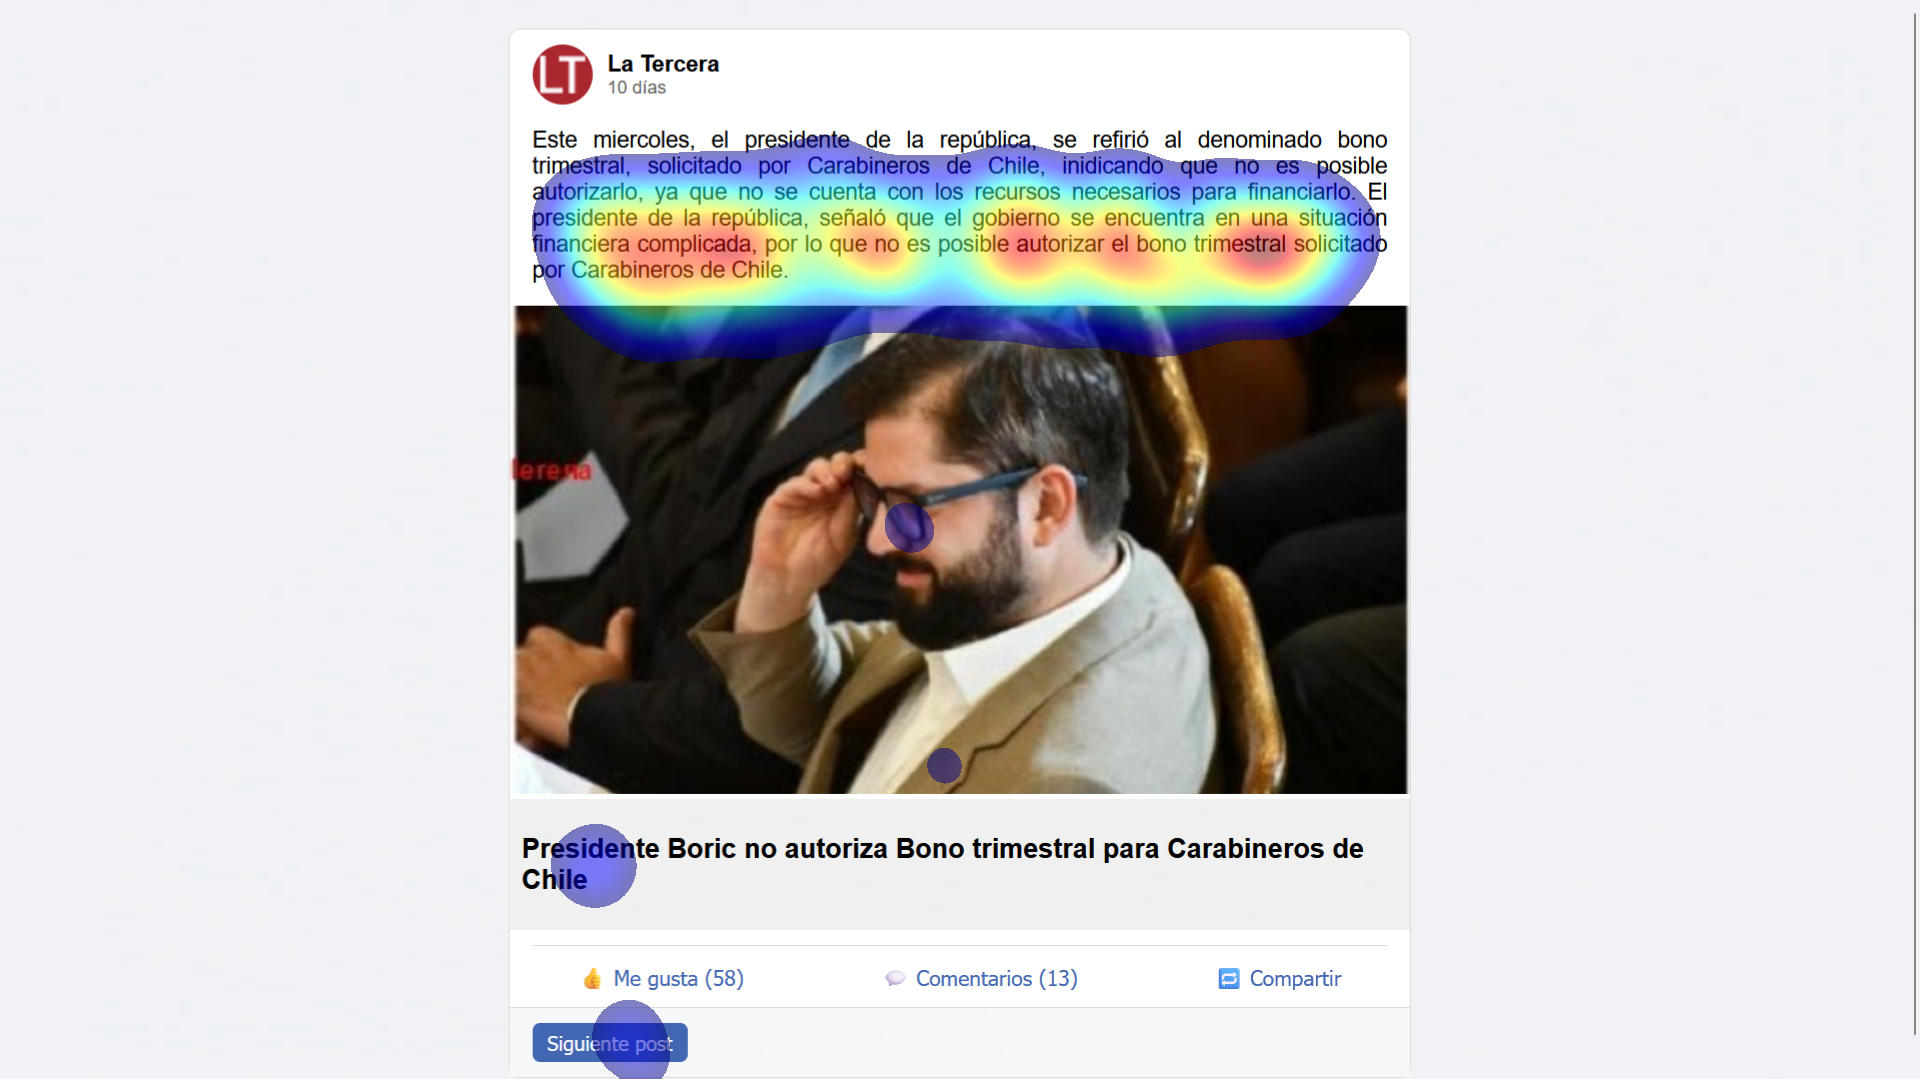 LT
La Tercera
10 días
Este miercoles, el presidente de la república, se refirió al denominado bono
trimestral, solicitado por Carabineros de Chile, inidicando que no es posible
autorizarlo, ya que no se cuenta con los recursos necesarios para financiarlo. El
presidente de la república, señaló que el gobierno se encuentra en una situación
financiera complicada, por lo que no es posible autorizar el bono trimestral solicitado
por Carabineros de Chile.
Presidente Boric no autoriza Bono trimestral para Carabineros de
Chile
👍 Me gusta (58)
💬 Comentarios (13)
🔁 Compartir
Siguiente post